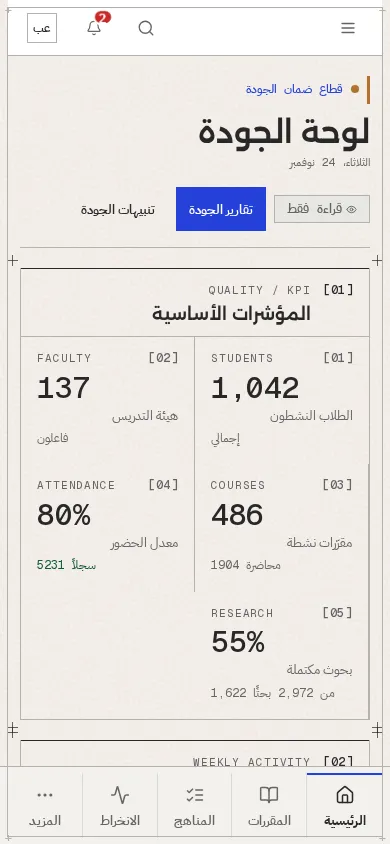 عب
2
قطاع ضمان الجودة
لوحة الجودة
الثلاثاء، 24 نوفمبر
قراءة فقط
تقارير الجودة
تنبيهات الجودة
[01] QUALITY / KPI
المؤشرات الأساسية
[01] STUDENTS
1,042
الطلاب النشطون
إجمالي
[02] FACULTY
137
هيئة التدريس
فاعلون
[03] COURSES
486
مقرّرات نشطة
1904 محاضرة
[04] ATTENDANCE
80%
معدل الحضور
5231 سجلاً
[05] RESEARCH
55%
بحوث مكتملة
من 2,972 بحثًا 1,622
[02] WEEKLY ACTIVITY
الرئيسية
المقررات
المناهج
الانخراط
المزيد